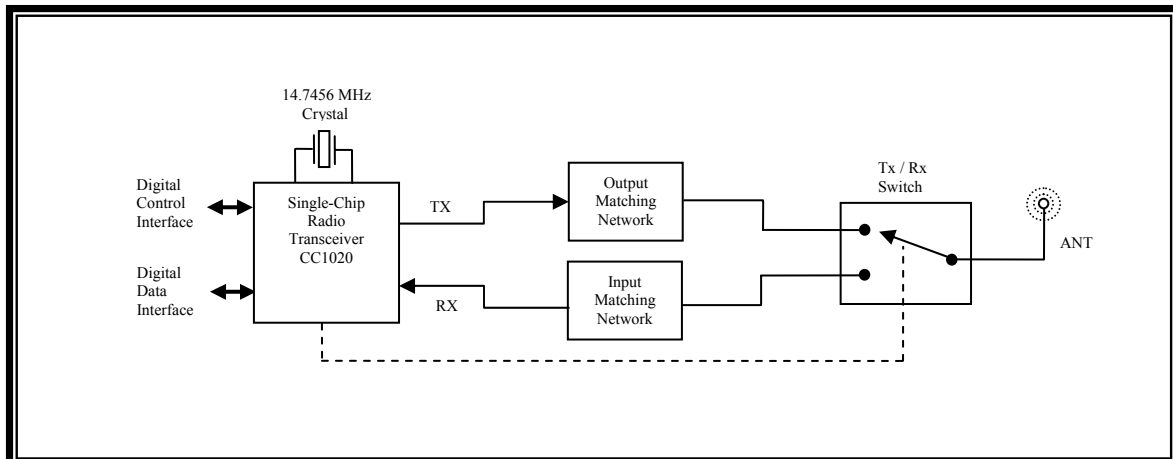 14.7456 MHz
Crystal
Digital
Control
Interface
Single-Chip
Radio
Transceiver
CC1020
TX
Output
Matching
Network
Tx / Rx
Switch
ANT
Digital
Data
Interface
RX
Input
Matching
Network